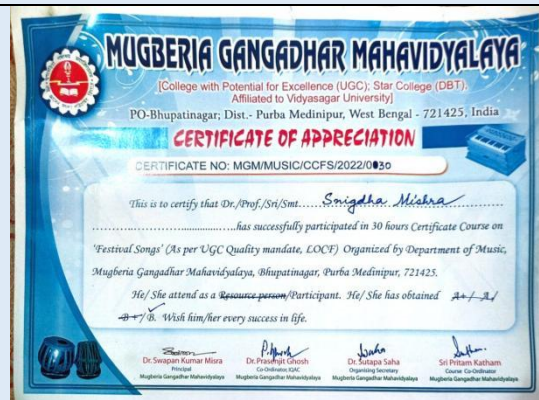 MUGBERIA GANGADHAR MAHAVIDYALAYA
[College with Potential for Excellence (UGC); Star College (DBT).
Affiliated to Vidyasagar University]
PO-Bhupatinagar; Dist.- Purba Medinipur, West Bengal - 721425, India
CERTIFICATE OF APPRECIATION
CERTIFICATE NO: MGM/MUSIC/CCFS/2022/0030
This is to certify that Dr./Prof./Sri/Smt.....Snigdha Mishra...........
.......................................has successfully participated in 30 hours Certificate Course on
'Festival Songs' (As per UGC Quality mandate, LOCF) Organized by Department of Music,
Mugberia Gangadhar Mahavidyalaya, Bhupatinagar, Purba Medinipur, 721425.
He/ She attend as a Resource person/Participant. He/ She has obtained A+/ A/
B+/ B. Wish him/her every success in life.
Dr. Swapan Kumar Misra
Principal
Mugberia Gangadhar Mahavidyalaya
Dr. Prasenjit Ghosh
Co-Ordinator, IQAC
Mugberia Gangadhar Mahavidyalaya
Dr. Sutapa Saha
Organising Secretary
Mugberia Gangadhar Mahavidyalaya
Sri Pritam Katham
Course Co-Ordinator
Mugberia Gangadhar Mahavidyalaya